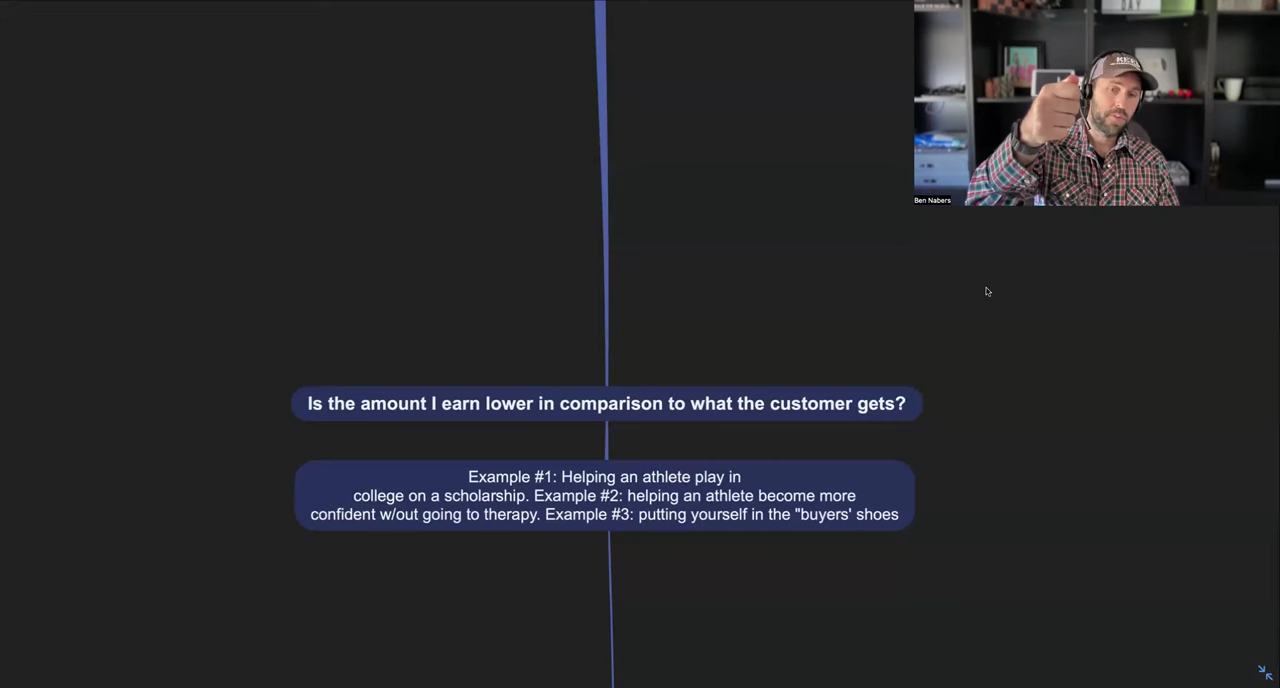 DAY
KEEL
Ben Nabers
Is the amount I earn lower in comparison to what the customer gets?
Example #1: Helping an athlete play in
college on a scholarship. Example #2: helping an athlete become more
confident w/out going to therapy. Example #3: putting yourself in the "buyers' shoes